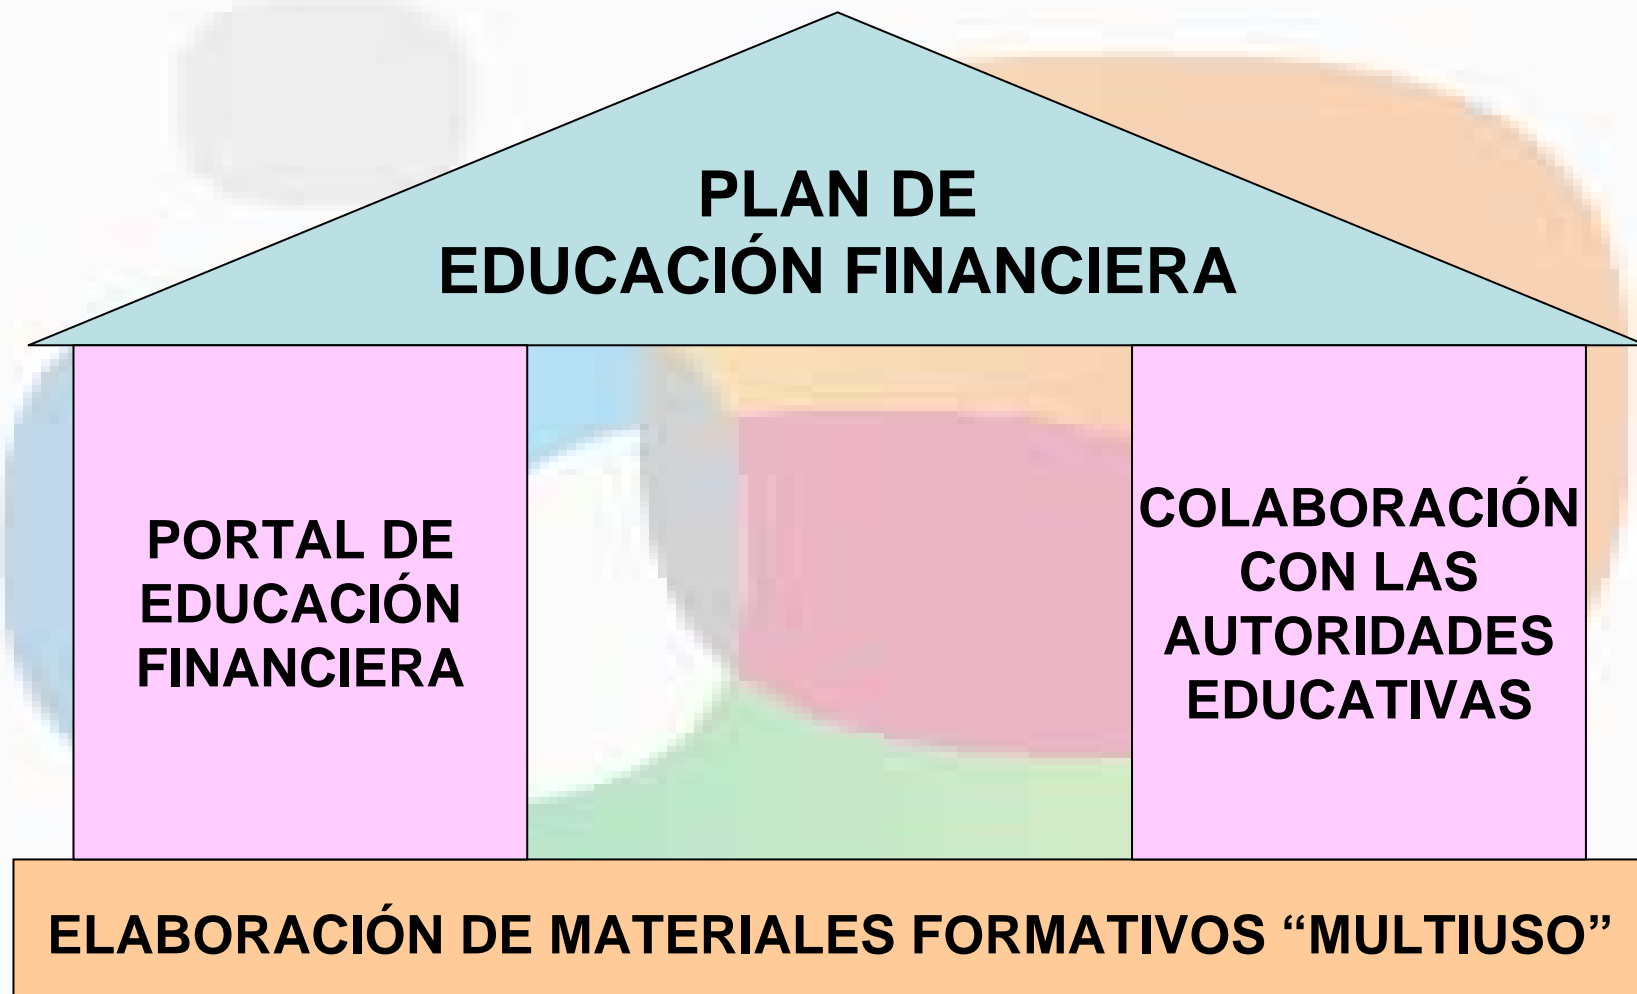 PLAN DE
EDUCACIÓN FINANCIERA
PORTAL DE
EDUCACIÓN
FINANCIERA
COLABORACIÓN
CON LAS
AUTORIDADES
EDUCATIVAS
ELABORACIÓN DE MATERIALES FORMATIVOS “MULTIUSO”